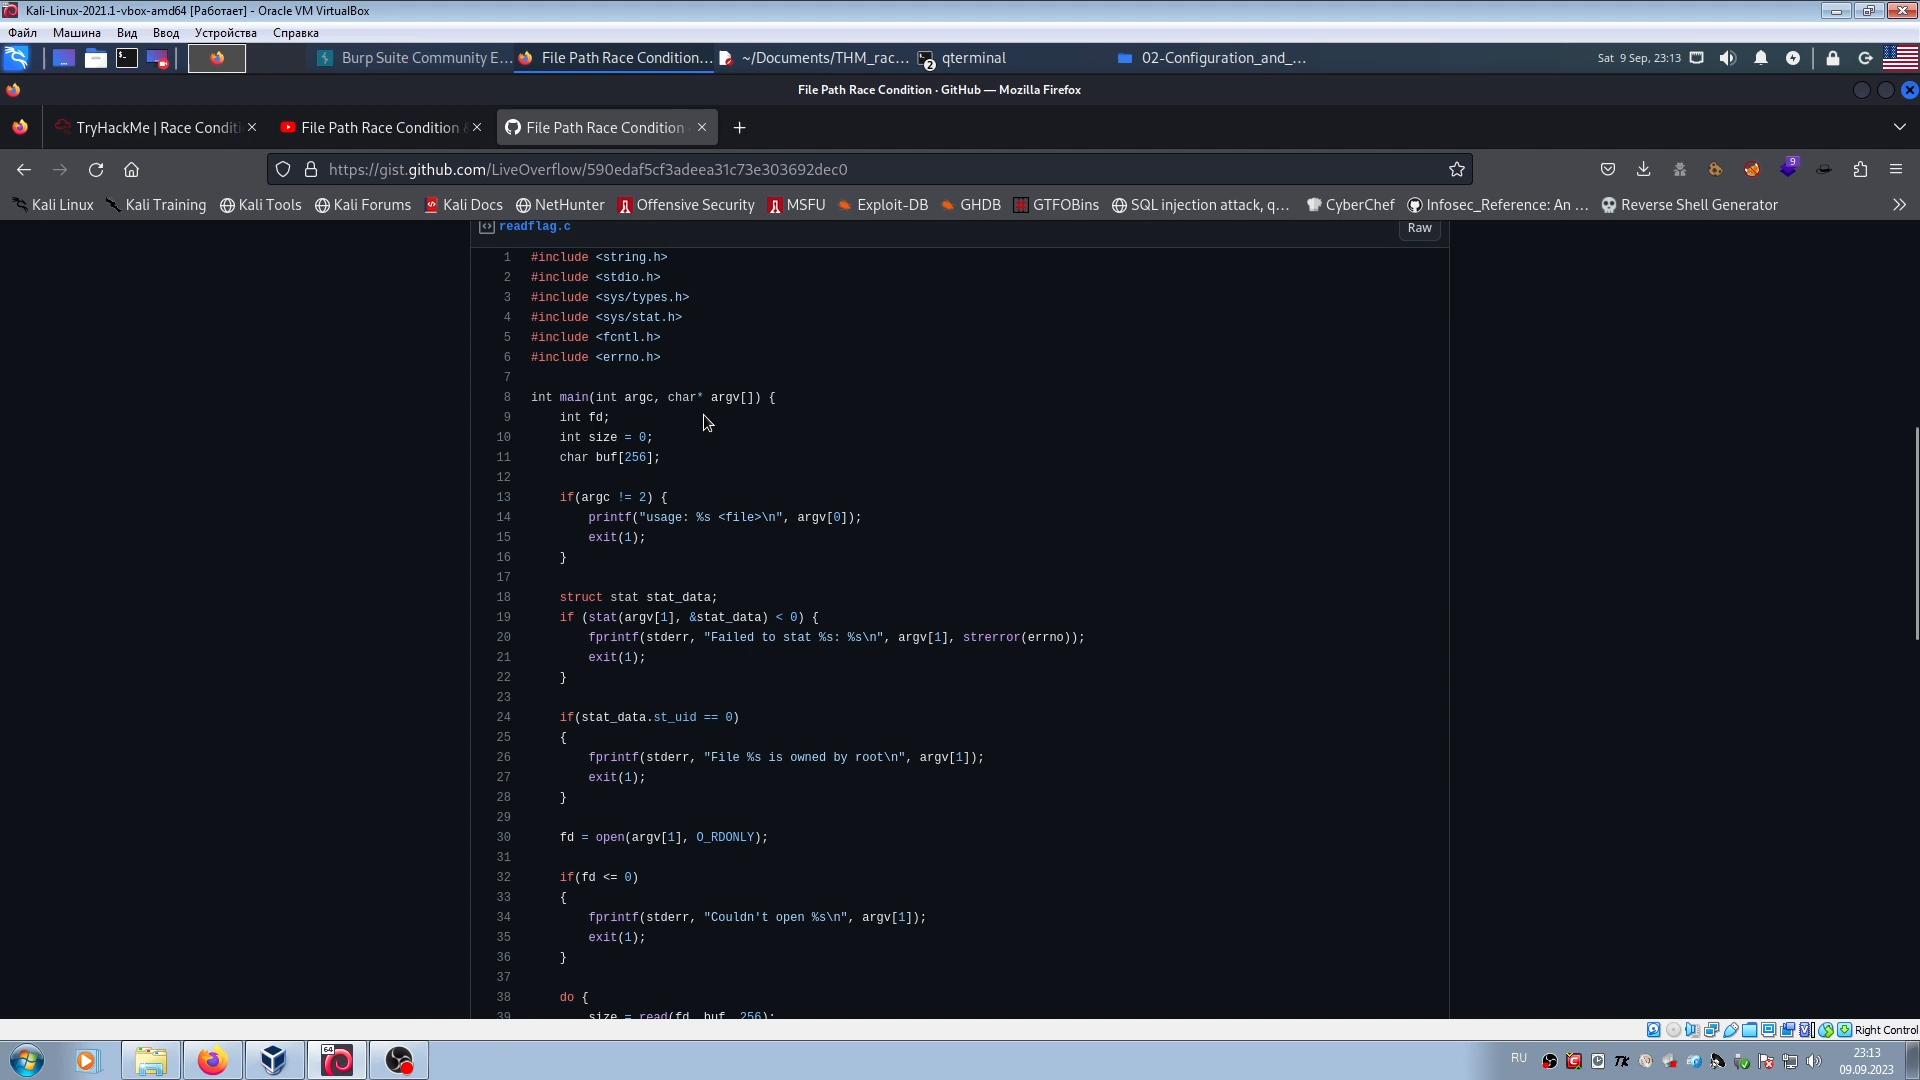 Kali-Linux-2021.1-vbox-amd64 [Работает] - Oracle VM VirtualBox
Файл Машина Вид Ввод Устройства Справка
Burp Suite Community E... File Path Race Condition... ~/Documents/THM_rac... 2 qterminal 02-Configuration_and_... Sat 9 Sep, 23:13
File Path Race Condition · GitHub — Mozilla Firefox
TryHackMe | Race Conditi File Path Race Condition File Path Race Condition
https://gist.github.com/LiveOverflow/590edaf5cf3adeea31c73e303692dec0 9
Kali Linux Kali Training Kali Tools Kali Forums Kali Docs NetHunter Offensive Security MSFU Exploit-DB GHDB GTFOBins SQL injection attack, q... CyberChef Infosec_Reference: An ... Reverse Shell Generator
readflag.c Raw
1 #include <string.h>
2 #include <stdio.h>
3 #include <sys/types.h>
4 #include <sys/stat.h>
5 #include <fcntl.h>
6 #include <errno.h>
7
8 int main(int argc, char* argv[]) {
9 int fd;
10 int size = 0;
11 char buf[256];
12
13 if(argc != 2) {
14 printf("usage: %s <file>\n", argv[0]);
15 exit(1);
16 }
17
18 struct stat stat_data;
19 if (stat(argv[1], &stat_data) < 0) {
20 fprintf(stderr, "Failed to stat %s: %s\n", argv[1], strerror(errno));
21 exit(1);
22 }
23
24 if(stat_data.st_uid == 0)
25 {
26 fprintf(stderr, "File %s is owned by root\n", argv[1]);
27 exit(1);
28 }
29
30 fd = open(argv[1], O_RDONLY);
31
32 if(fd <= 0)
33 {
34 fprintf(stderr, "Couldn't open %s\n", argv[1]);
35 exit(1);
36 }
37
38 do {
39 size = read(fd, buf, 256);
Right Control
64 RU TK 23:13
09.09.2023